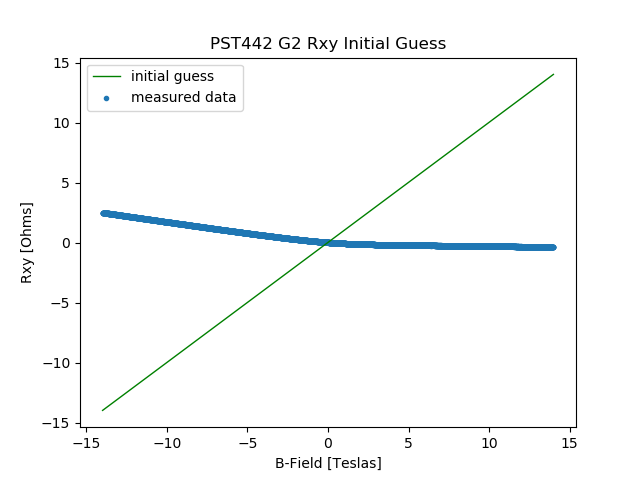 PST442 G2 Rxy Initial Guess
initial guess
measured data
15
10
5
0
−5
−10
−15
Rxy [Ohms]
−15 −10 −5 0 5 10 15
B-Field [Teslas]